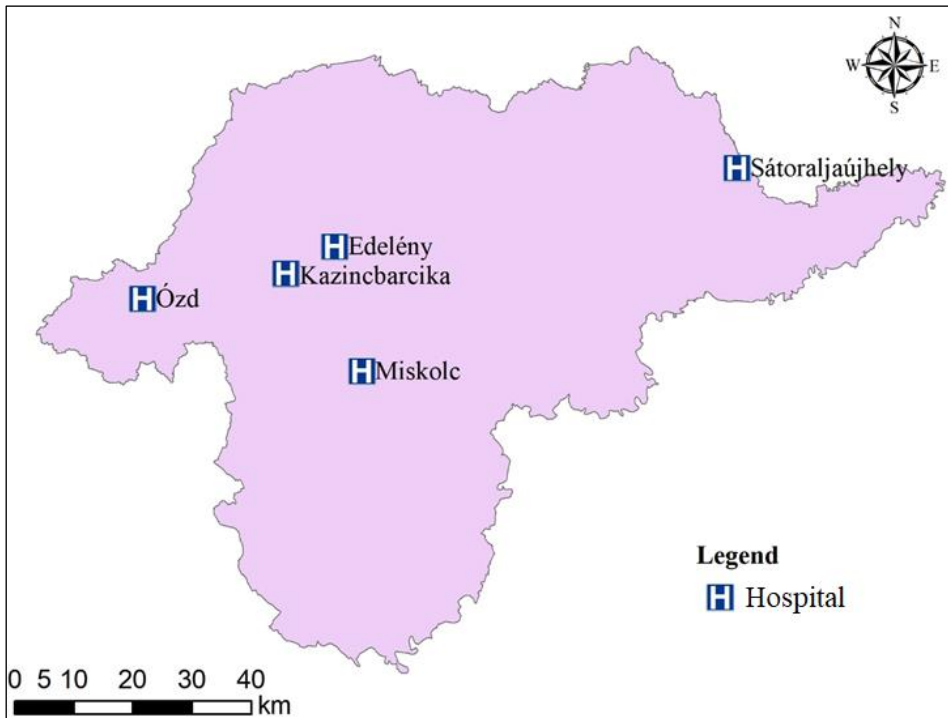 N
W E
S
H Sátoraljaújhely
H Edelény
H Kazincbarcika
H Ózd
H Miskolc
Legend
H Hospital
0 5 10 20 30 40
km